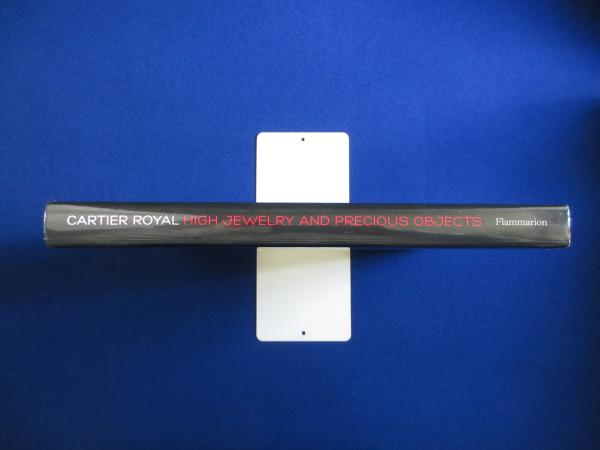 CARTIER ROYAL HIGH JEWELRY AND PRECIOUS OBJECTS Flammarion